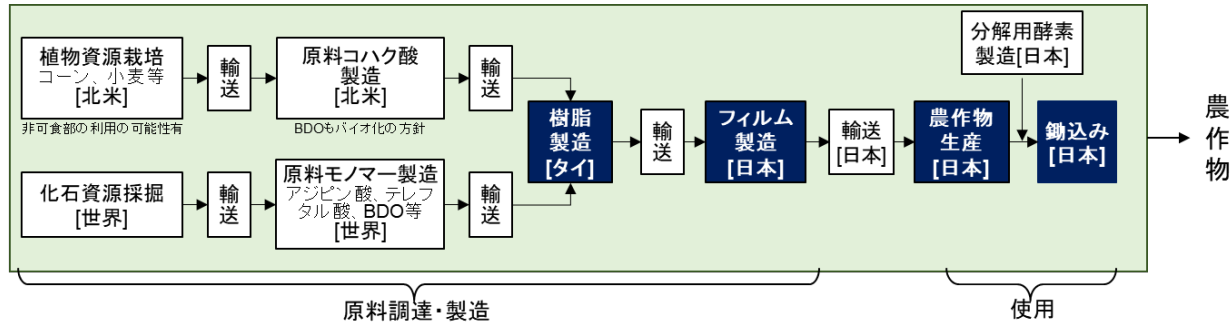 植物資源栽培
コーン、小麦等
[北米]
非可食部の利用の可能性有
輸送
原料コハク酸
製造
[北米]
BDOもバイオ化の方針
輸送
化石資源採掘
[世界]
輸送
原料モノマー製造
アジピン酸、テレフ
タル酸、BDO等
[世界]
輸送
樹脂
製造
[タイ]
輸送
フィルム
製造
[日本]
輸送
[日本]
農作物
生産
[日本]
分解用酵素
製造[日本]
鋤込み
[日本]
農作物
原料調達・製造
使用